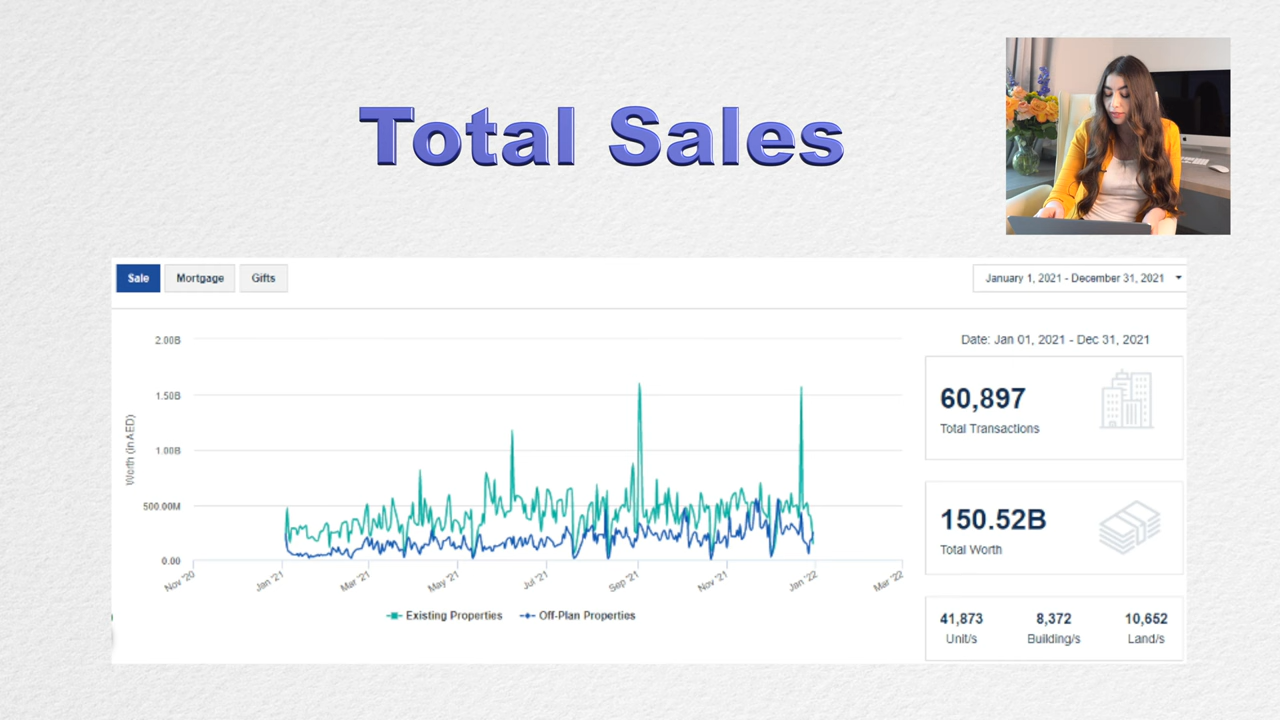 Total Sales
Sale Mortgage Gifts
January 1, 2021 - December 31, 2021
Date: Jan 01, 2021 - Dec 31, 2021
2.00B
1.50B
1.00B
500.00M
0.00
Worth (in AED)
Nov '20 Jan '21 Mar '21 May '21 Jul '21 Sep '21 Nov '21 Jan '22 Mar '22
Existing Properties Off-Plan Properties
60,897
Total Transactions
150.52B
Total Worth
41,873 8,372 10,652
Unit/s Building/s Land/s